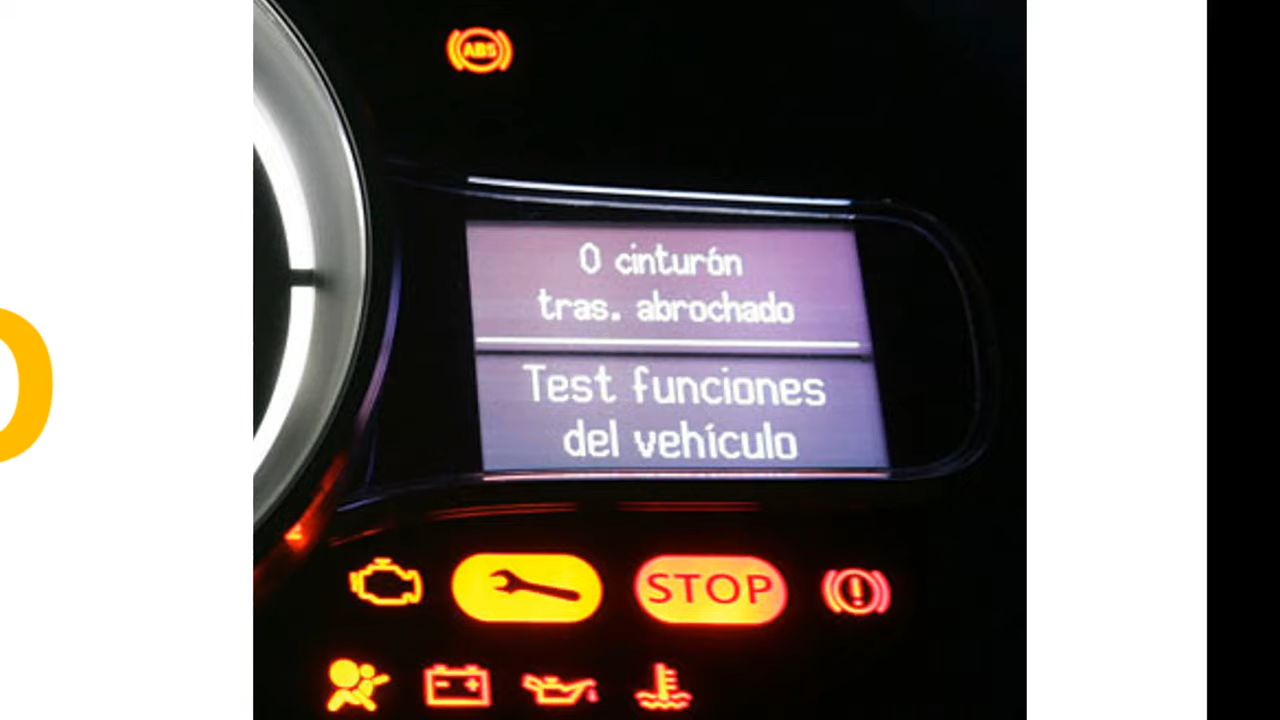 ABS
0 cinturón
tras. abrochado
Test funciones
del vehículo
STOP